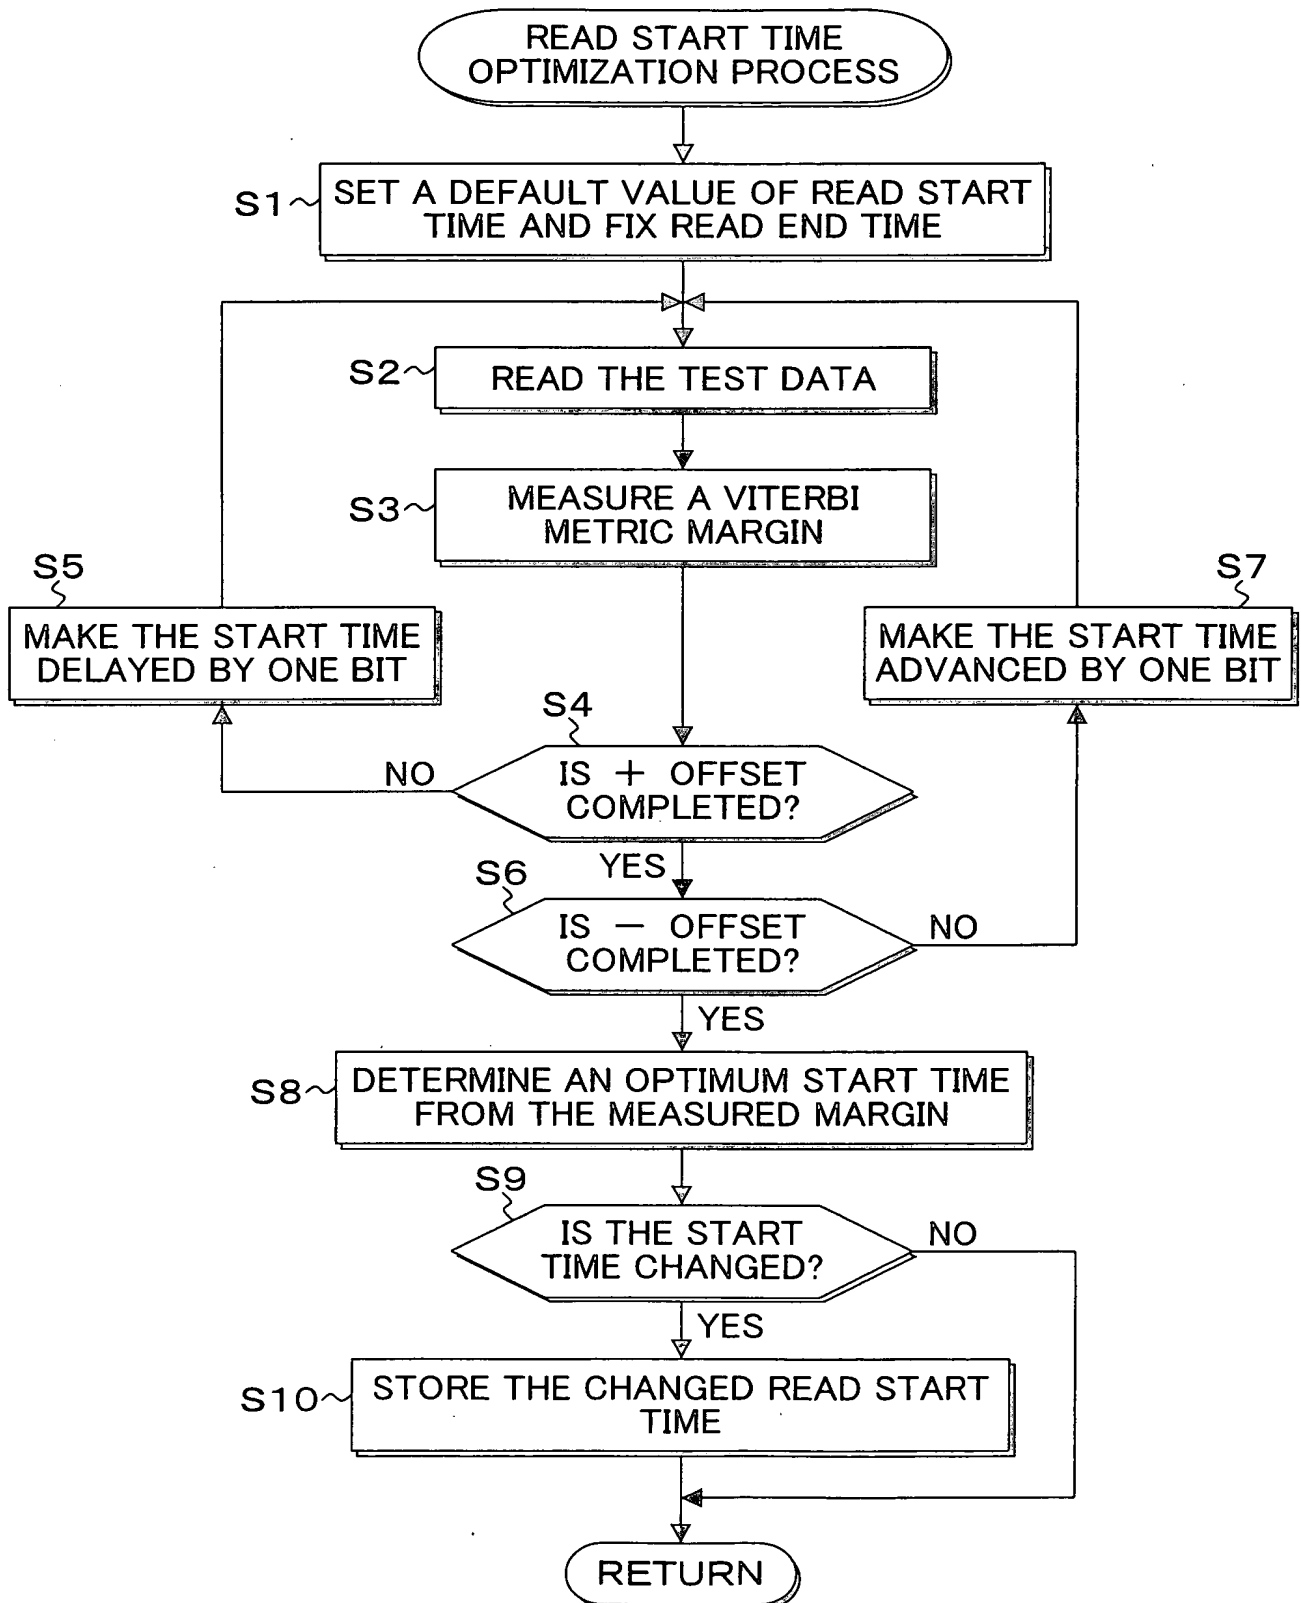 READ START TIME
OPTIMIZATION PROCESS
S1
SET A DEFAULT VALUE OF READ START
TIME AND FIX READ END TIME
S2
READ THE TEST DATA
S3
MEASURE A VITERBI
METRIC MARGIN
S5
MAKE THE START TIME
DELAYED BY ONE BIT
S7
MAKE THE START TIME
ADVANCED BY ONE BIT
S4
IS + OFFSET
COMPLETED?
NO
YES
S6
IS − OFFSET
COMPLETED?
NO
YES
S8
DETERMINE AN OPTIMUM START TIME
FROM THE MEASURED MARGIN
S9
IS THE START
TIME CHANGED?
NO
YES
S10
STORE THE CHANGED READ START
TIME
RETURN